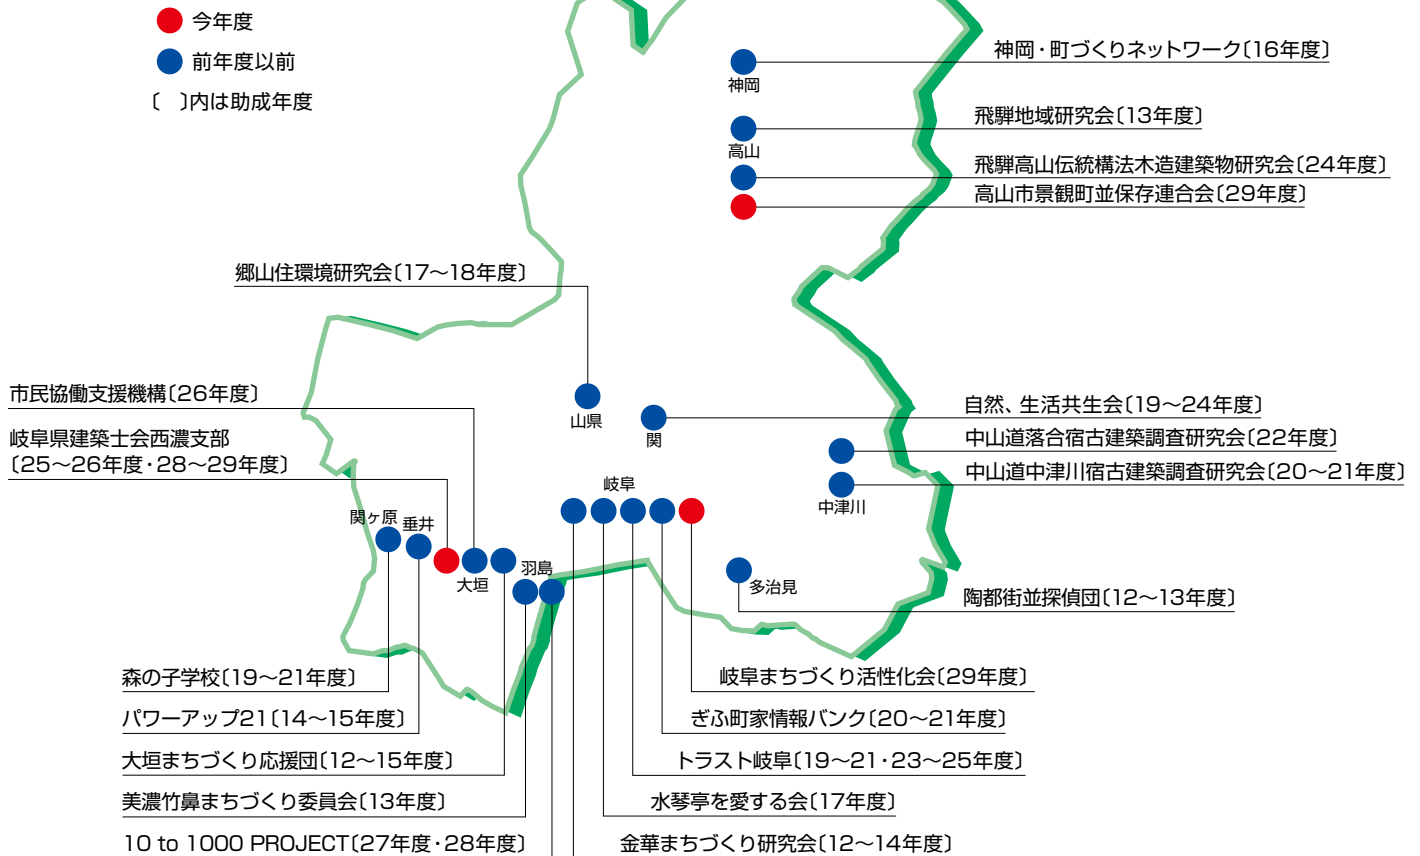 今年度
前年度以前
〔　〕内は助成年度
神岡・町づくりネットワーク〔16年度〕
神岡
飛騨地域研究会〔13年度〕
高山
飛騨高山伝統構法木造建築物研究会〔24年度〕
高山市景観町並保存連合会〔29年度〕
郷山住環境研究会〔17～18年度〕
市民協働支援機構〔26年度〕
岐阜県建築士会西濃支部
〔25～26年度・28～29年度〕
山県
関
自然、生活共生会〔19～24年度〕
中山道落合宿古建築調査研究会〔22年度〕
中山道中津川宿古建築調査研究会〔20～21年度〕
中津川
岐阜
関ヶ原
垂井
大垣
羽島
多治見
陶都街並探偵団〔12～13年度〕
森の子学校〔19～21年度〕
パワーアップ21〔14～15年度〕
大垣まちづくり応援団〔12～15年度〕
美濃竹鼻まちづくり委員会〔13年度〕
10 to 1000 PROJECT〔27年度・28年度〕
岐阜まちづくり活性化会〔29年度〕
ぎふ町家情報バンク〔20～21年度〕
トラスト岐阜〔19～21・23～25年度〕
水琴亭を愛する会〔17年度〕
金華まちづくり研究会〔12～14年度〕